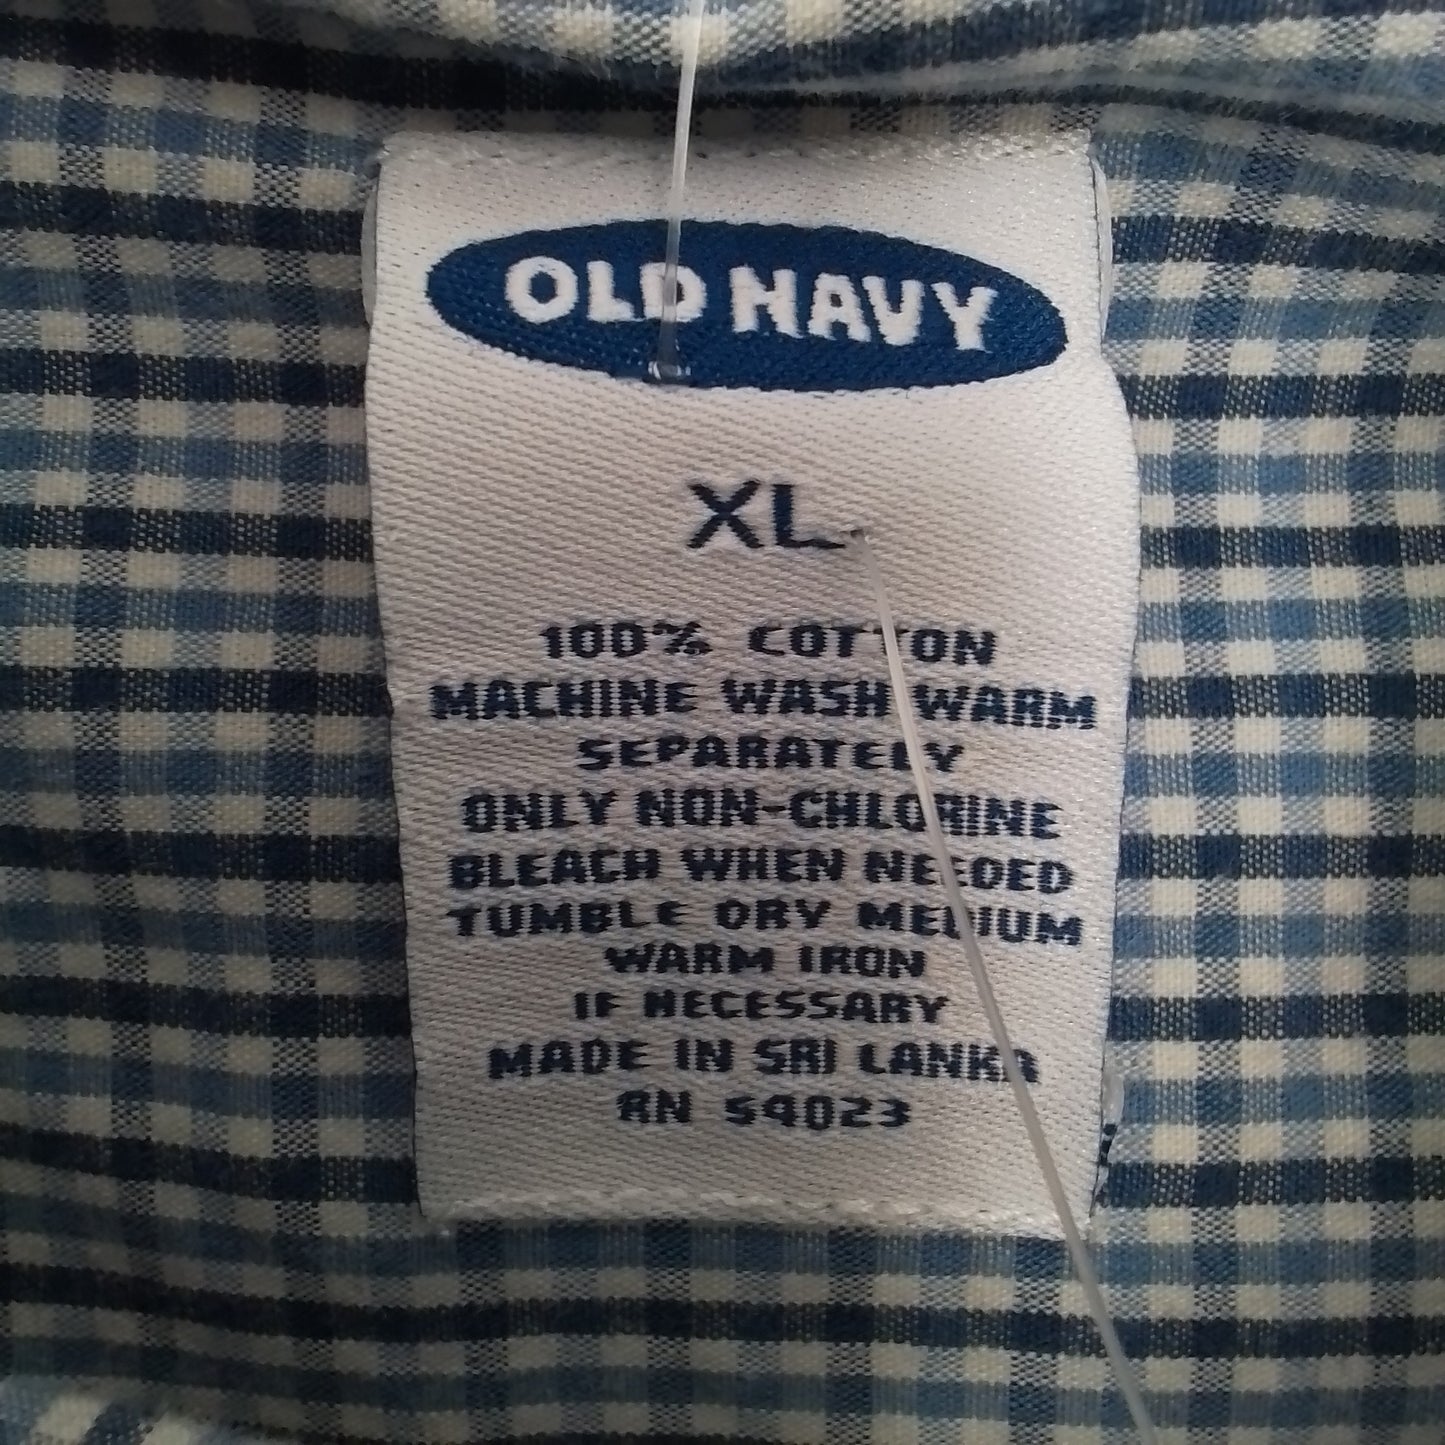 OLD NAVY
XL
100% COTTON
MACHINE WASH WARM
SEPARATELY
ONLY NON-CHLORINE
BLEACH WHEN NEEDED
TUMBLE DRY MEDIUM
WARM IRON
IF NECESSARY
MADE IN SRI LANKA
RN 54023